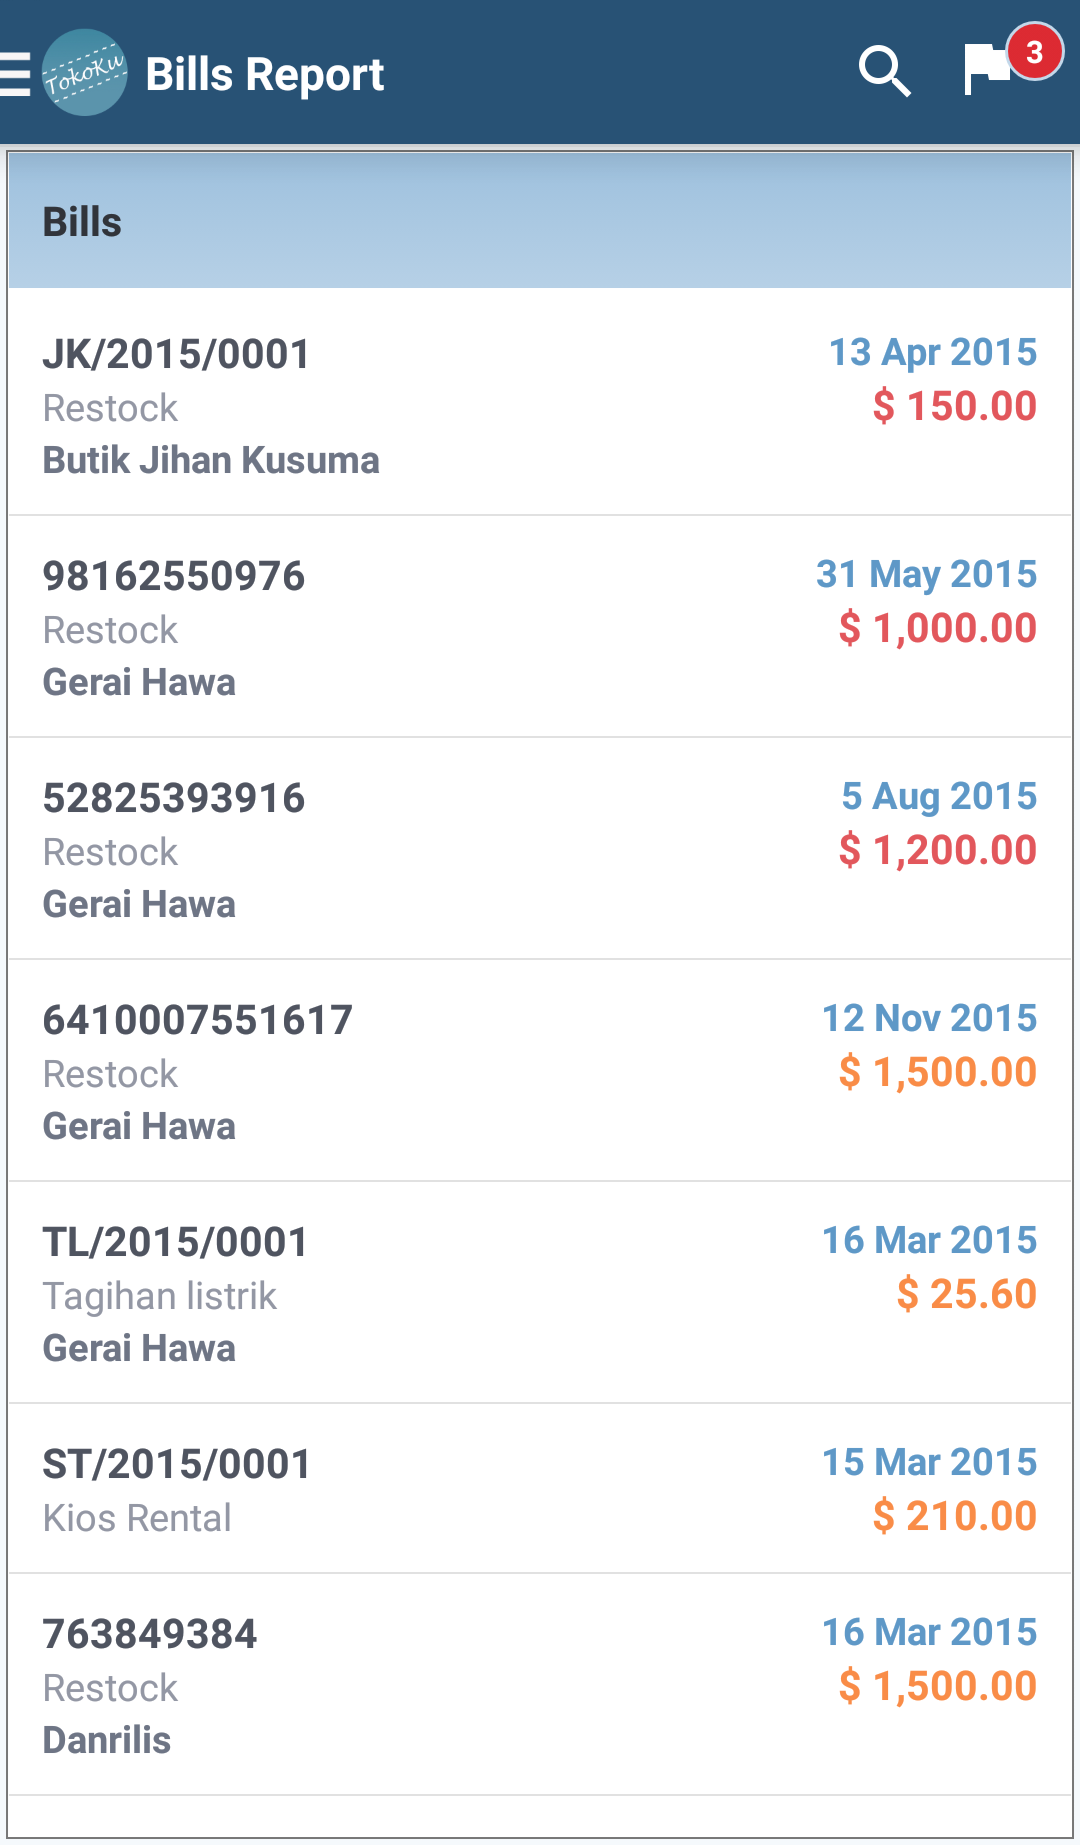 TokoKu
Bills Report
3
Bills
JK/2015/0001
13 Apr 2015
Restock
$ 150.00
Butik Jihan Kusuma
98162550976
31 May 2015
Restock
$ 1,000.00
Gerai Hawa
52825393916
5 Aug 2015
Restock
$ 1,200.00
Gerai Hawa
6410007551617
12 Nov 2015
Restock
$ 1,500.00
Gerai Hawa
TL/2015/0001
16 Mar 2015
Tagihan listrik
$ 25.60
Gerai Hawa
ST/2015/0001
15 Mar 2015
Kios Rental
$ 210.00
763849384
16 Mar 2015
Restock
$ 1,500.00
Danrilis